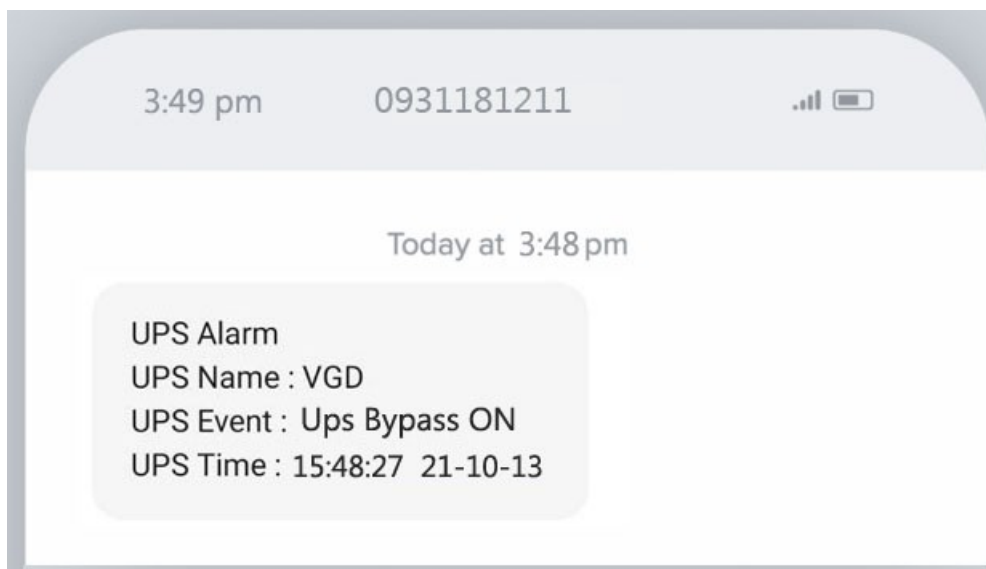 3:49 pm 0931181211
Today at 3:48 pm
UPS Alarm
UPS Name : VGD
UPS Event : Ups Bypass ON
UPS Time : 15:48:27 21-10-13